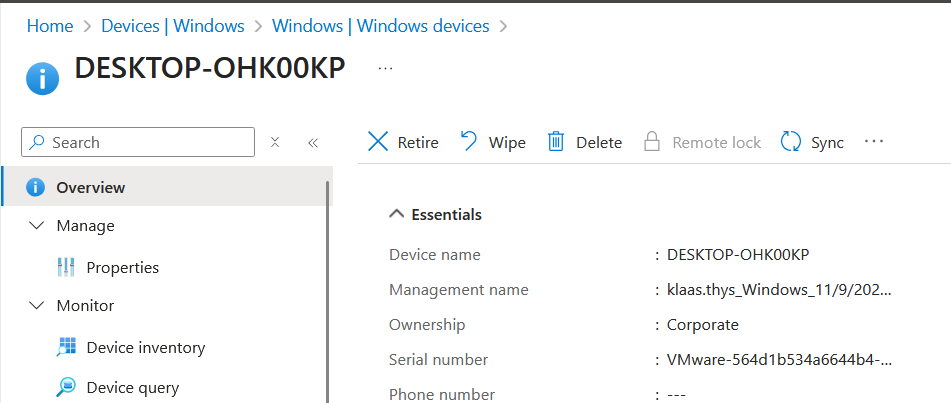 Home > Devices | Windows > Windows | Windows devices >
DESKTOP-OHK00KP ...
Search
Retire Wipe Delete Remote lock Sync ...
Overview
Manage
Properties
Monitor
Device inventory
Device query
Essentials
Device name : DESKTOP-OHK00KP
Management name : klaas.thys_Windows_11/9/202...
Ownership : Corporate
Serial number : VMware-564d1b534a6644b4-...
Phone number : ---